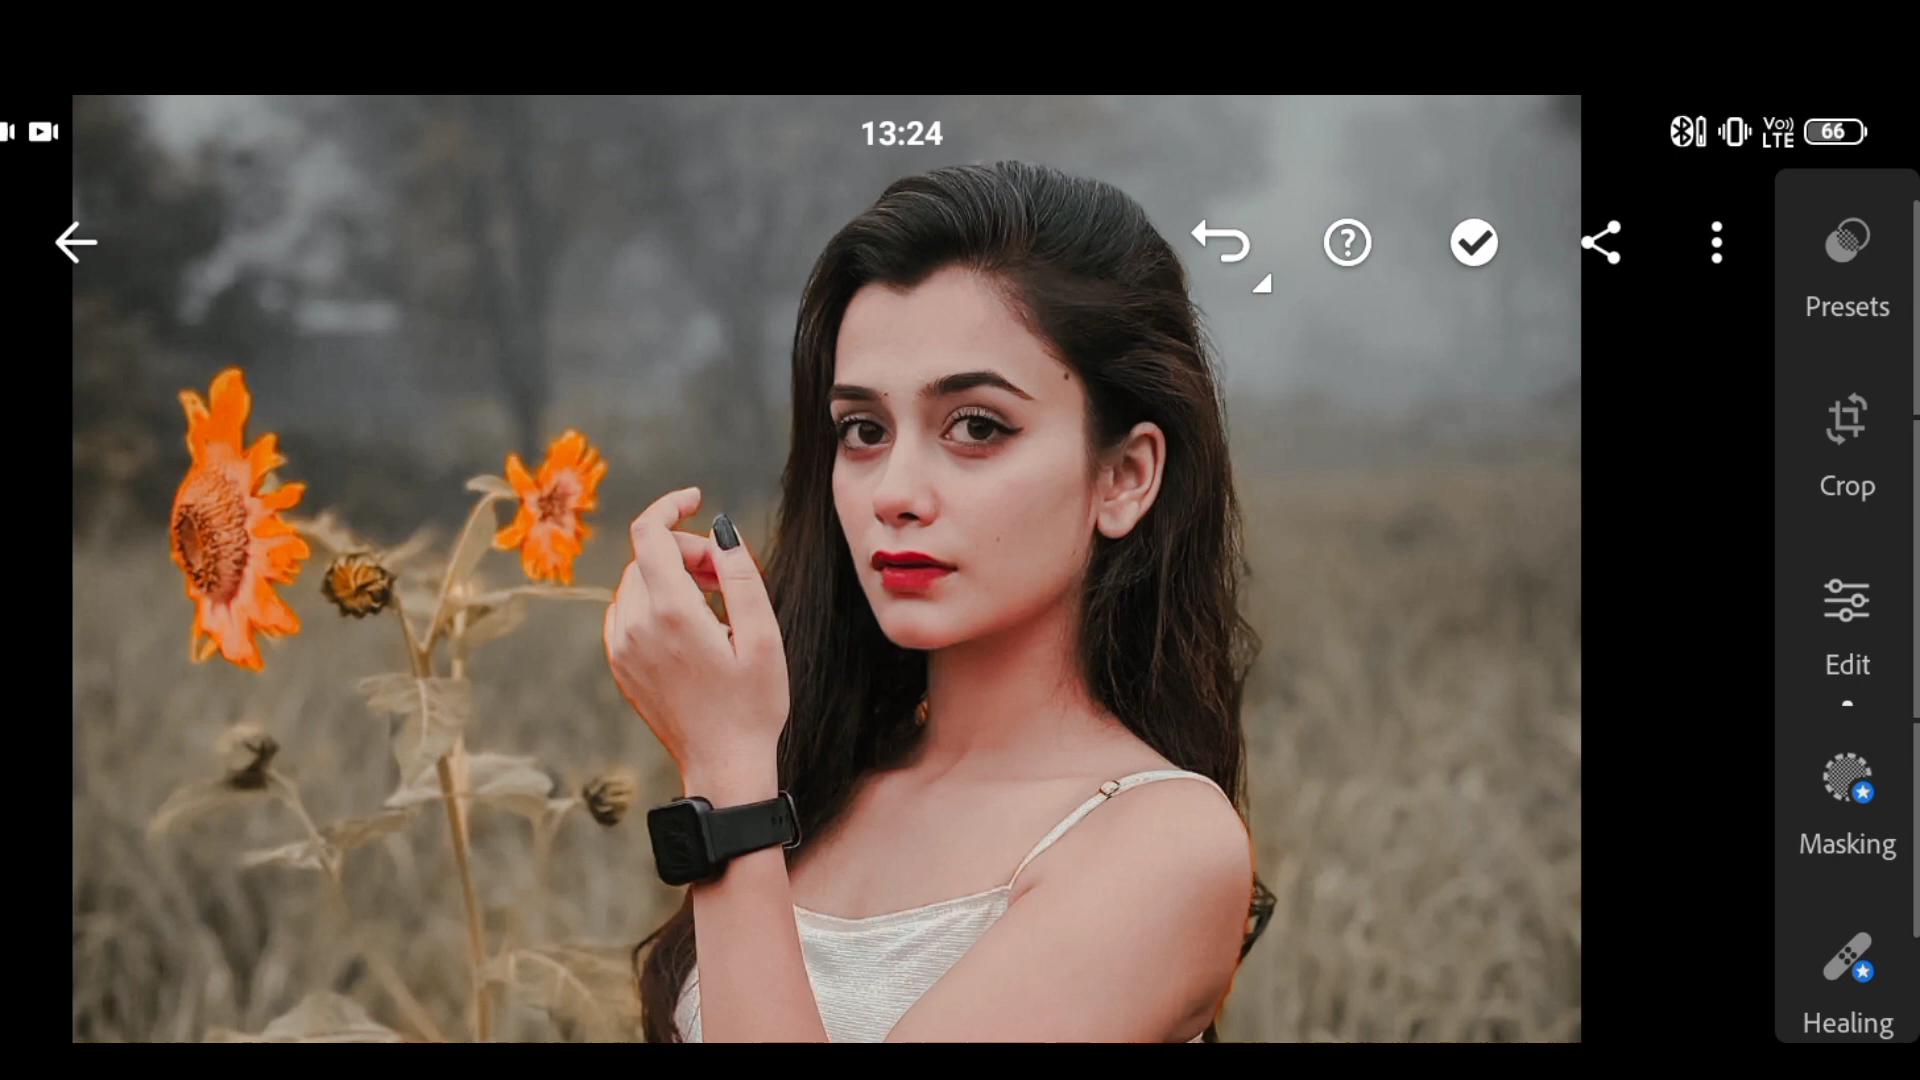 13:24
Vo))
LTE
66
Presets
Crop
Edit
Masking
Healing